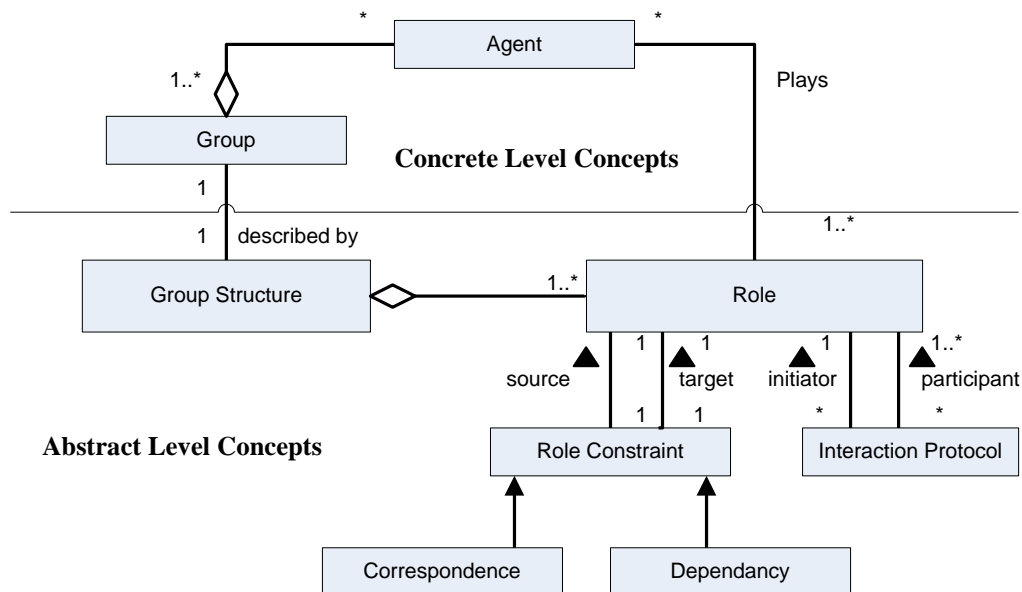 * Agent *
1..* Plays
Group
Concrete Level Concepts
1
1..*
1 described by
Group Structure 1..* Role
1 1 1 1..*
source target initiator participant
1 1 * *
Abstract Level Concepts Role Constraint Interaction Protocol
Correspondence Dependancy